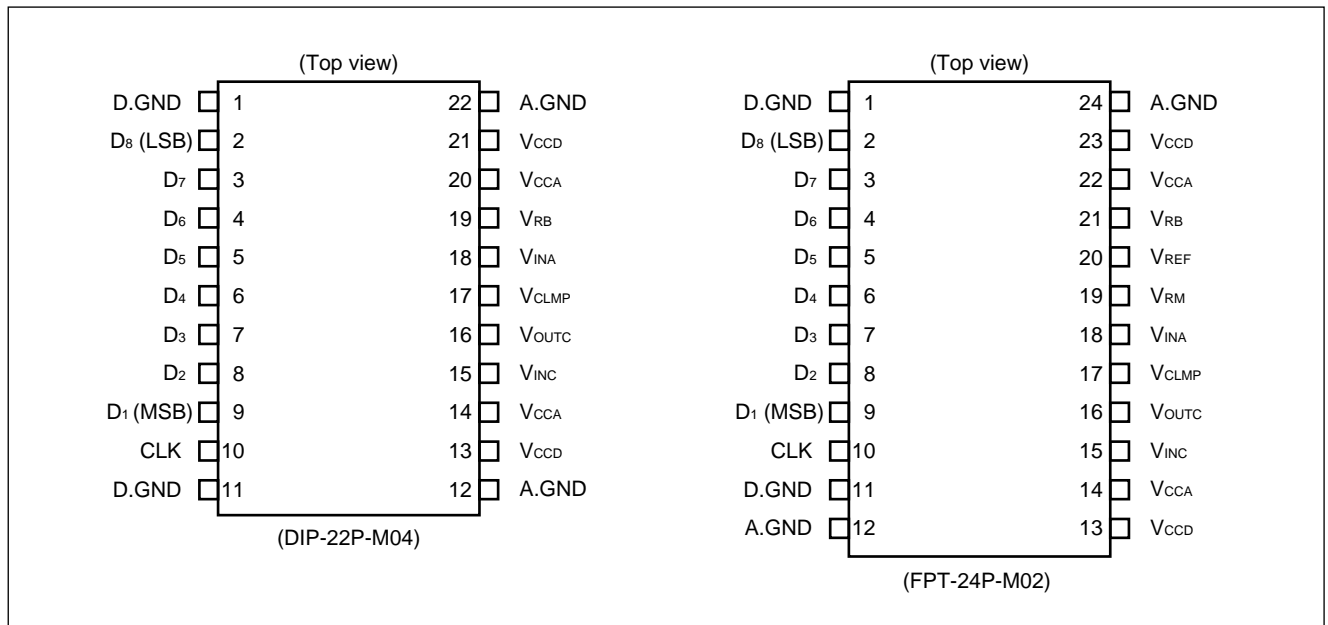 (Top view)
D.GND 1 22 A.GND
D8 (LSB) 2 21 VCCD
D7 3 20 VCCA
D6 4 19 VRB
D5 5 18 VINA
D4 6 17 VCLMP
D3 7 16 VOUTC
D2 8 15 VINC
D1 (MSB) 9 14 VCCA
CLK 10 13 VCCD
D.GND 11 12 A.GND
(DIP-22P-M04)
(Top view)
D.GND 1 24 A.GND
D8 (LSB) 2 23 VCCD
D7 3 22 VCCA
D6 4 21 VRB
D5 5 20 VREF
D4 6 19 VRM
D3 7 18 VINA
D2 8 17 VCLMP
D1 (MSB) 9 16 VOUTC
CLK 10 15 VINC
D.GND 11 14 VCCA
A.GND 12 13 VCCD
(FPT-24P-M02)